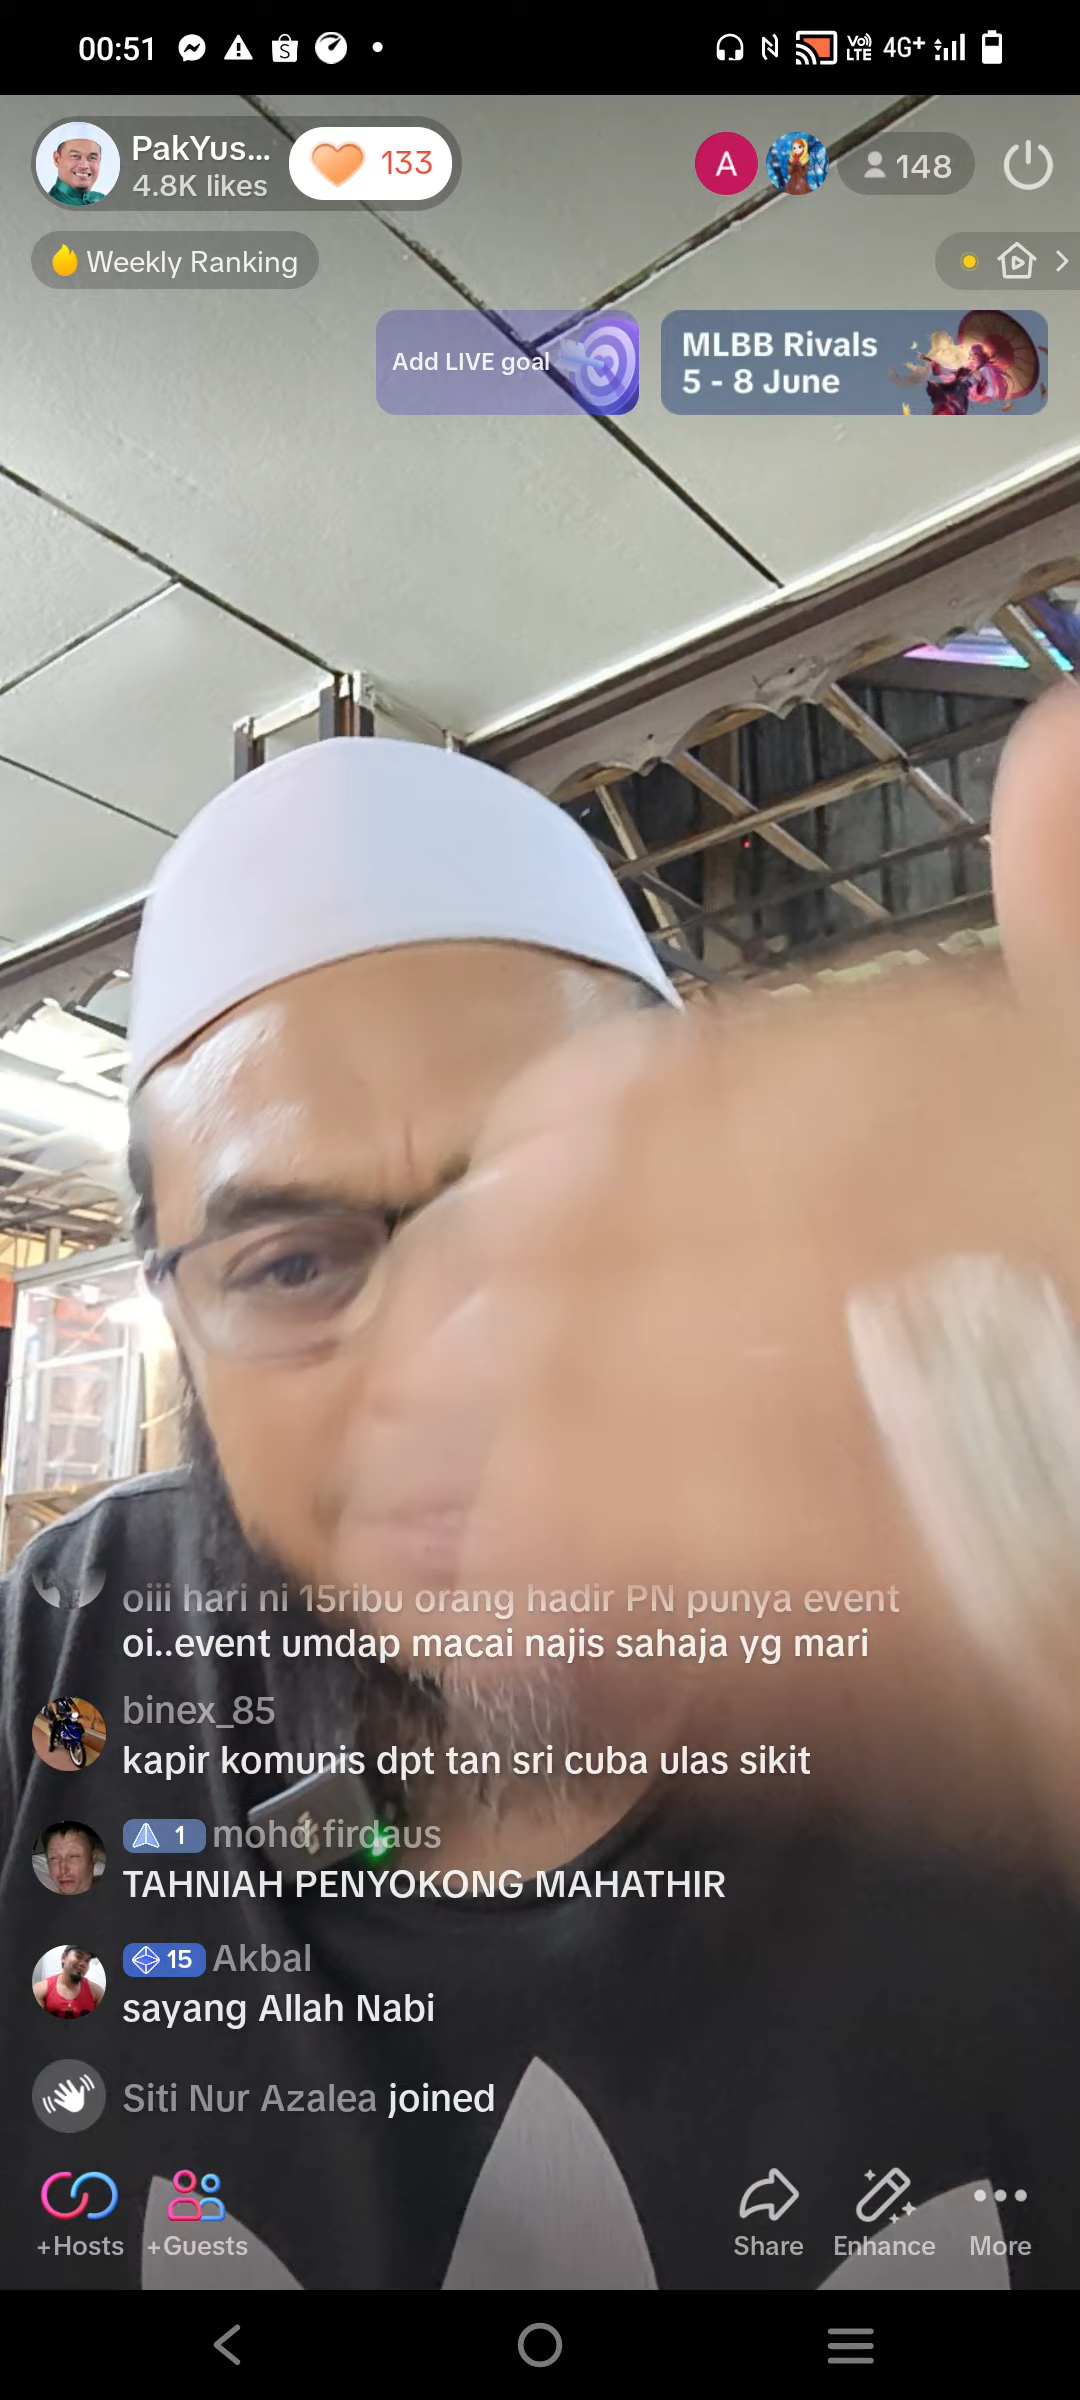 00:51
S
Vo)) LTE 4G+
PakYus...
4.8K likes
133
A
148
Weekly Ranking
Add LIVE goal
MLBB Rivals
5 - 8 June
oiii hari ni 15ribu orang hadir PN punya event
oi..event umdap macai najis sahaja yg mari
binex_85
kapir komunis dpt tan sri cuba ulas sikit
1 mohd firdaus
TAHNIAH PENYOKONG MAHATHIR
15 Akbal
sayang Allah Nabi
Siti Nur Azalea joined
+Hosts
+Guests
Share
Enhance
More